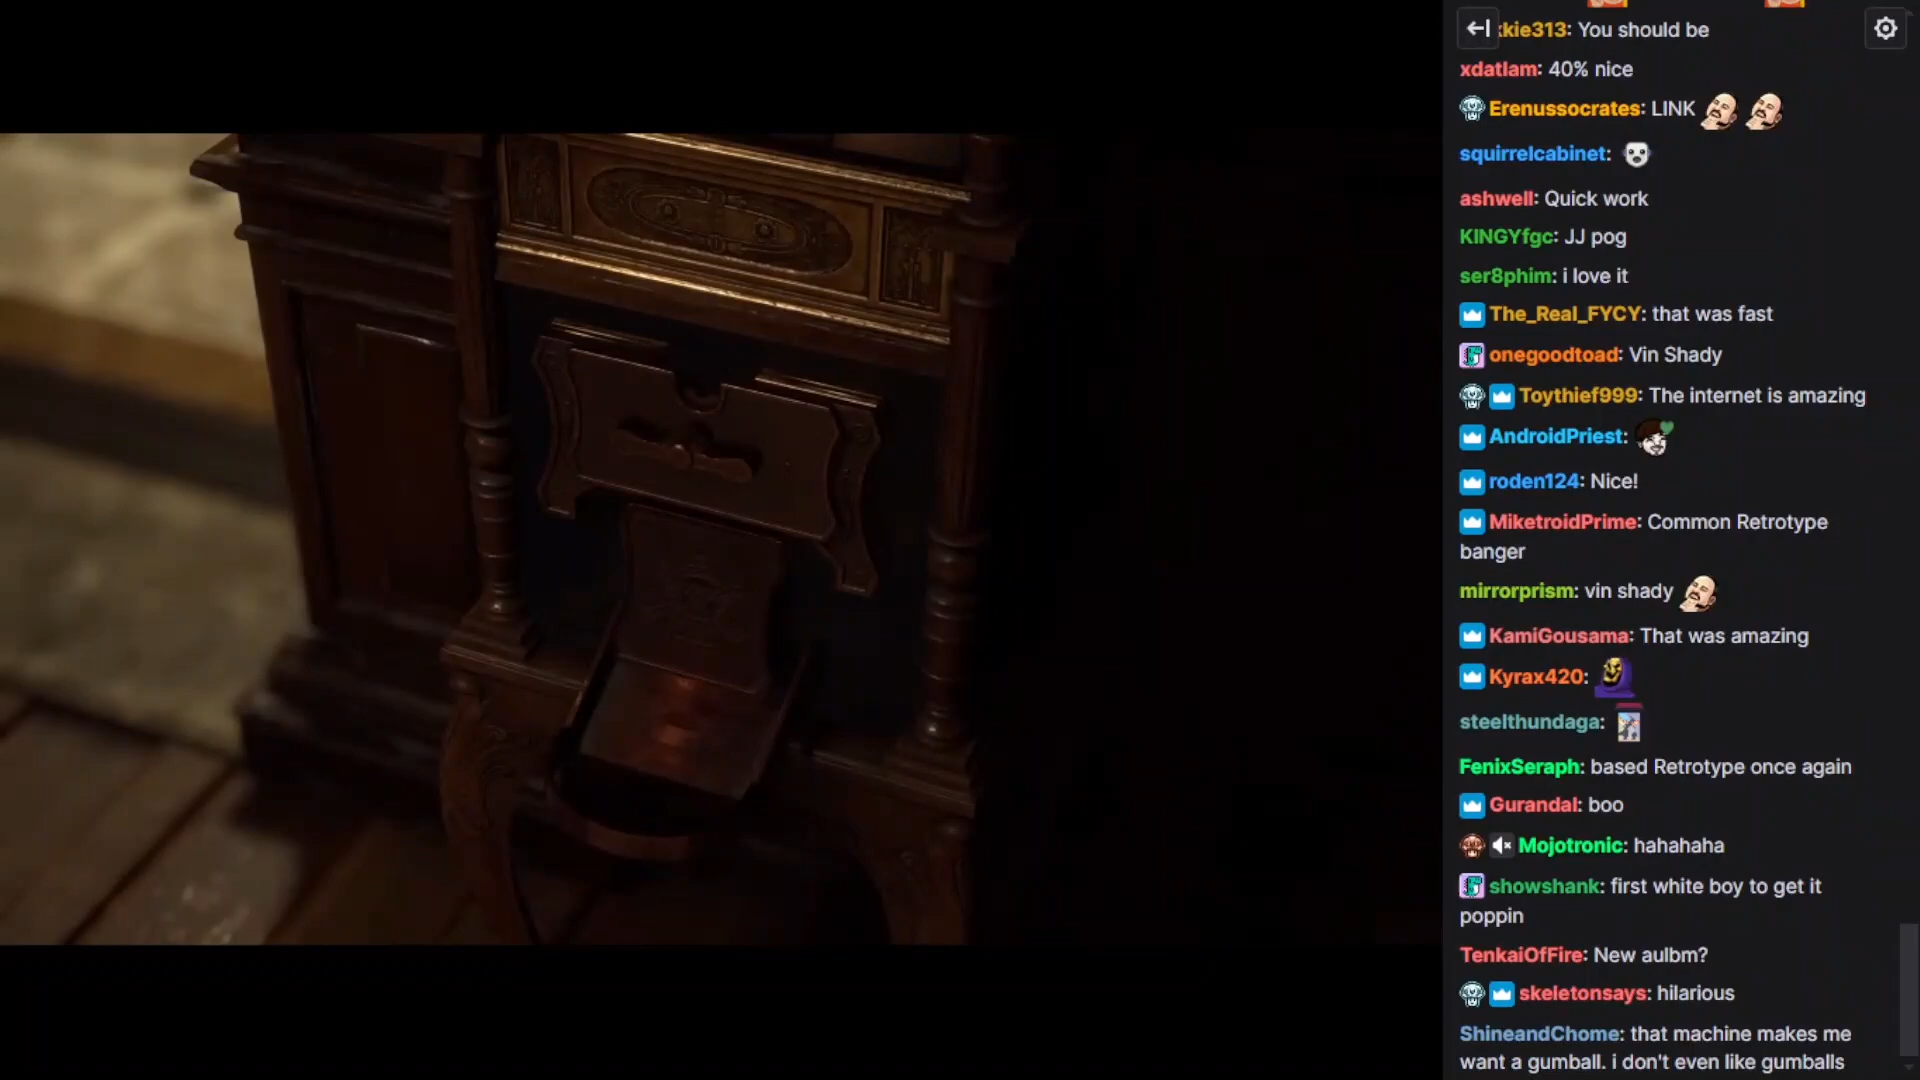 kie313: You should be
xdatlam: 40% nice
Erenussocrates: LINK
squirrelcabinet:
ashwell: Quick work
KINGYfgc: JJ pog
ser8phim: i love it
The_Real_FYCY: that was fast
onegoodtoad: Vin Shady
Toythief999: The internet is amazing
AndroidPriest:
roden124: Nice!
MiketroidPrime: Common Retrotype
banger
mirrorprism: vin shady
KamiGousama: That was amazing
Kyrax420:
steelthundaga:
FenixSeraph: based Retrotype once again
Gurandal: boo
Mojotronic: hahahaha
showshank: first white boy to get it
poppin
TenkaiOfFire: New aulbm?
skeletonsays: hilarious
ShineandChome: that machine makes me
want a gumball. i don't even like gumballs